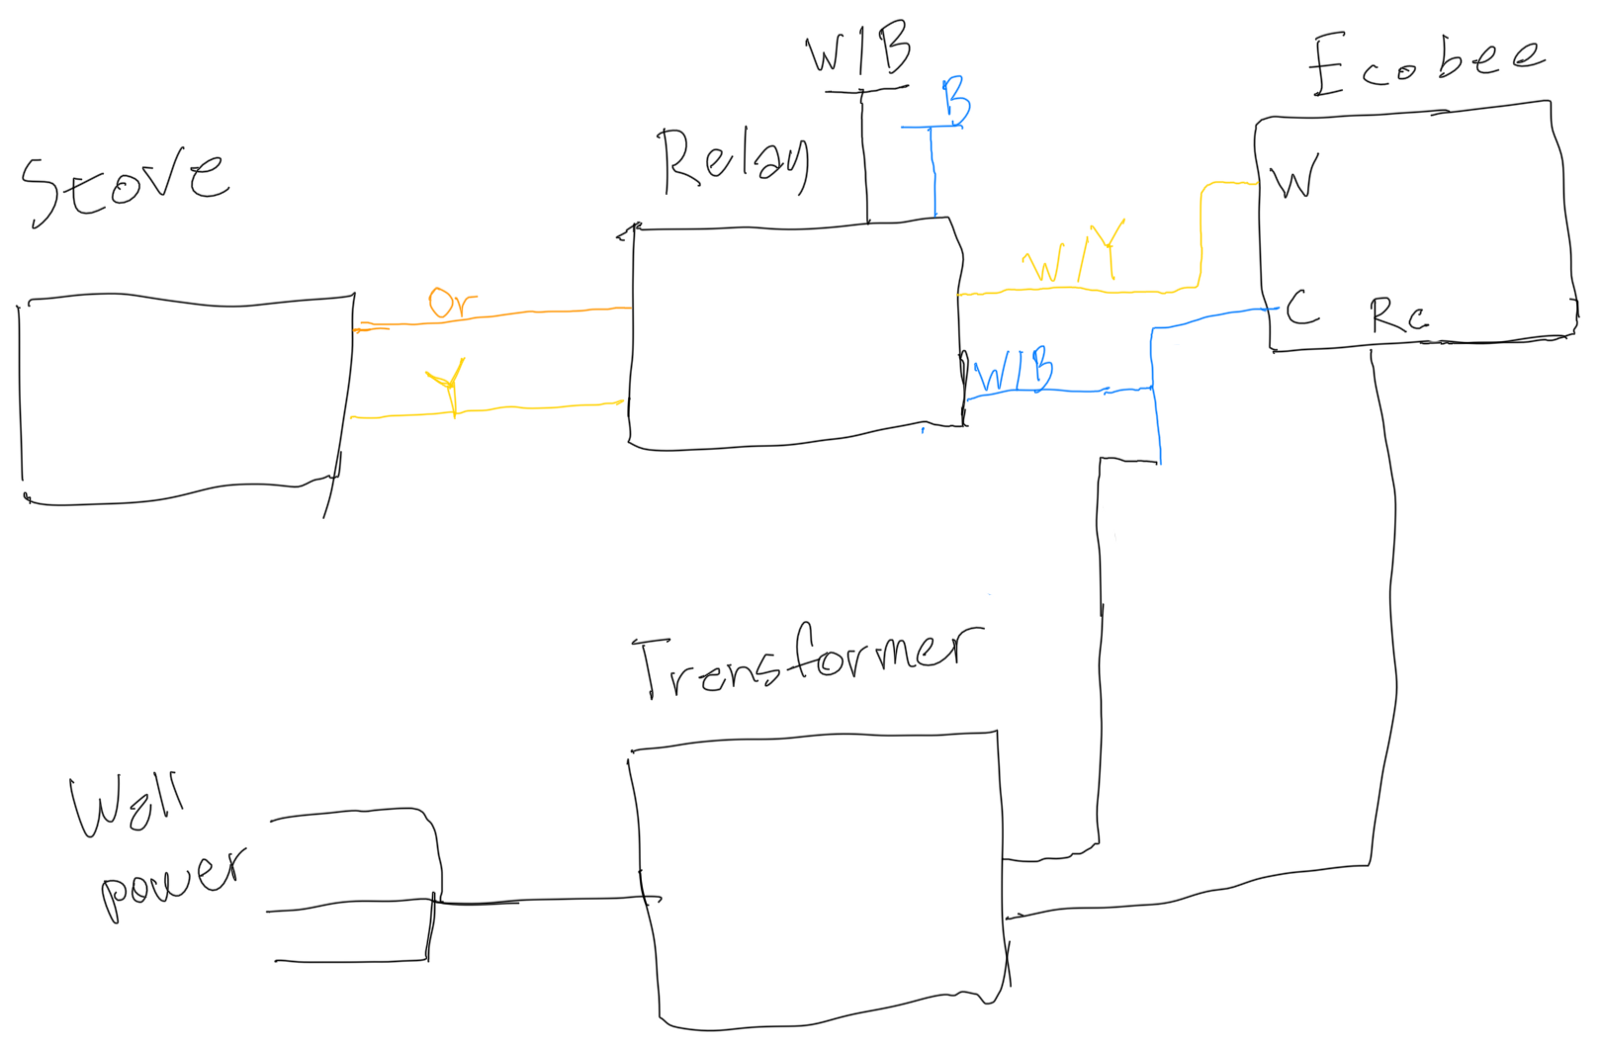 W/B
B
Ecobee
Relay
Stove
W
W/Y
Or
C Rc
Y
W/B
Trensformer
Wall
power